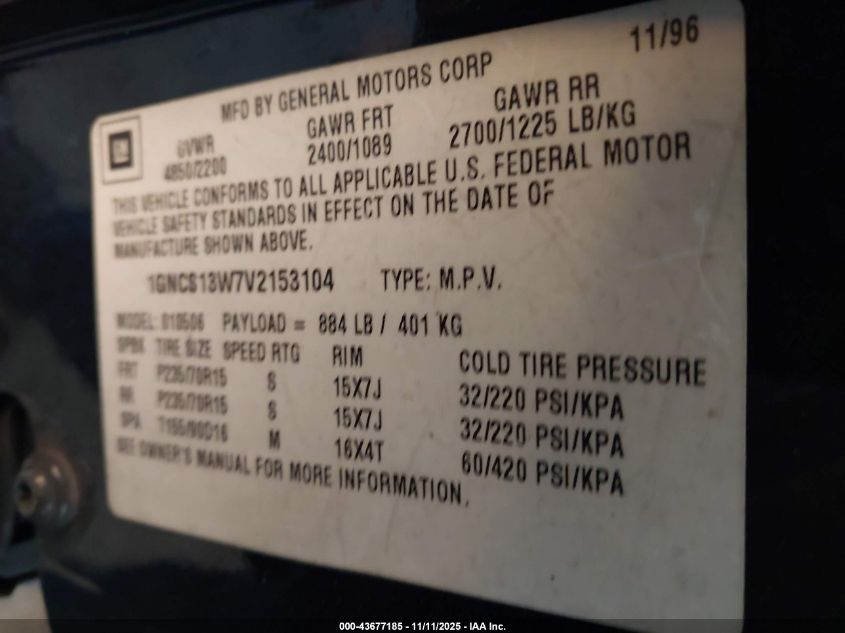 11/96
MFD BY GENERAL MOTORS CORP
GM
GVWR GAWR FRT GAWR RR
4850/2200 2400/1089 2700/1225 LB/KG
THIS VEHICLE CONFORMS TO ALL APPLICABLE U.S. FEDERAL MOTOR
VEHICLE SAFETY STANDARDS IN EFFECT ON THE DATE OF
MANUFACTURE SHOWN ABOVE.
1GNCS13W7V2153104 TYPE: M.P.V.
MODEL: PAYLOAD = 884 LB / 401 KG
TIRE SIZE SPEED RTG RIM COLD TIRE PRESSURE
FRT P235/70R15 S 15X7J 32/220 PSI/KPA
RR P235/70R15 S 15X7J 32/220 PSI/KPA
SPA T155/90D16 M 16X4T 60/420 PSI/KPA
SEE OWNER'S MANUAL FOR MORE INFORMATION.
000-43677185 - 11/11/2025 - IAA Inc.